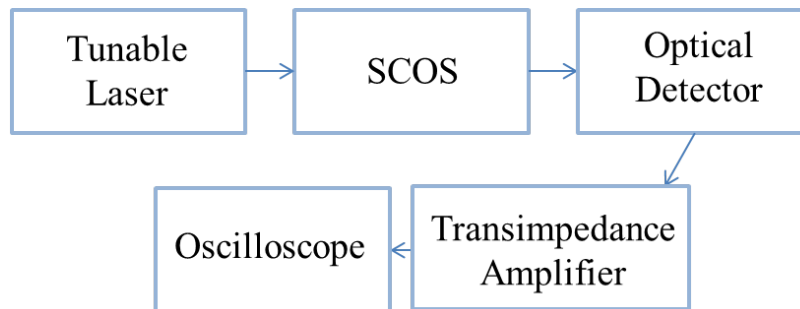 Tunable
Laser
SCOS
Optical
Detector
Oscilloscope
Transimpedance
Amplifier